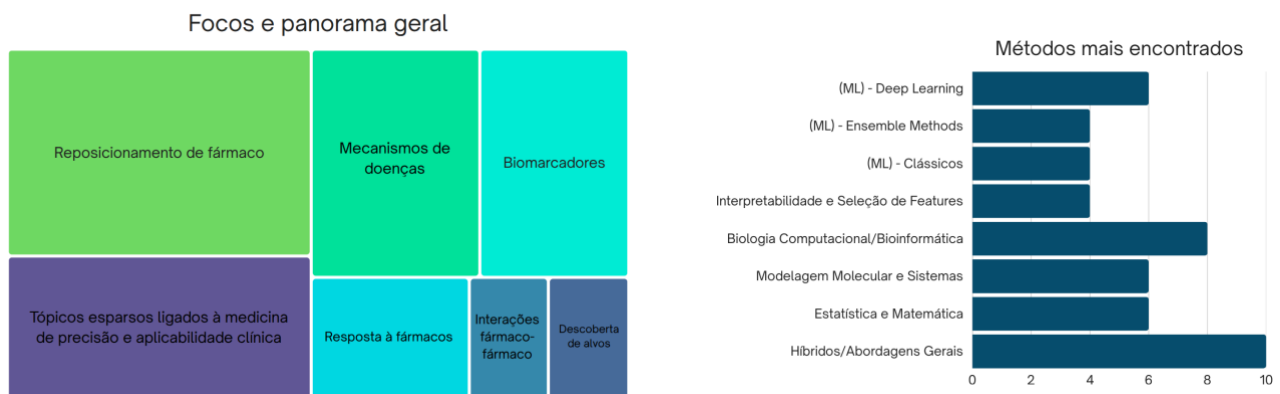 Focos e panorama geral
Reposicionamento de fármaco
Mecanismos de
doenças
Biomarcadores
Tópicos esparsos ligados à medicina
de precisão e aplicabilidade clínica
Resposta à fármacos
Interações
fármaco-
fármaco
Descoberta
de alvos
Métodos mais encontrados
(ML) - Deep Learning
(ML) - Ensemble Methods
(ML) - Clássicos
Interpretabilidade e Seleção de Features
Biologia Computacional/Bioinformática
Modelagem Molecular e Sistemas
Estatística e Matemática
Híbridos/Abordagens Gerais
0 2 4 6 8 10